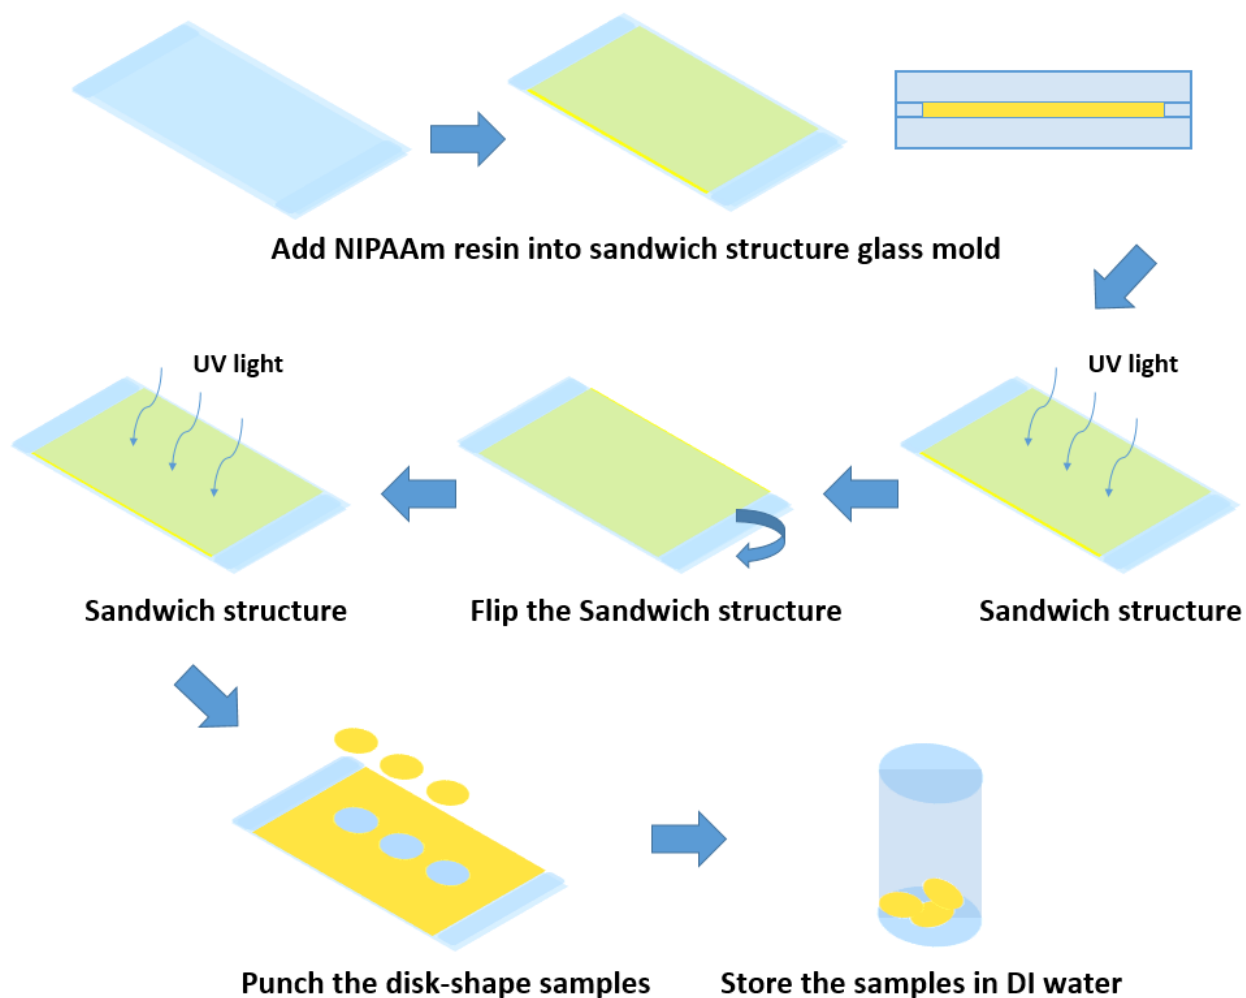 Add NIPAAm resin into sandwich structure glass mold
UV light
UV light
Sandwich structure
Flip the Sandwich structure
Sandwich structure
Punch the disk-shape samples
Store the samples in DI water